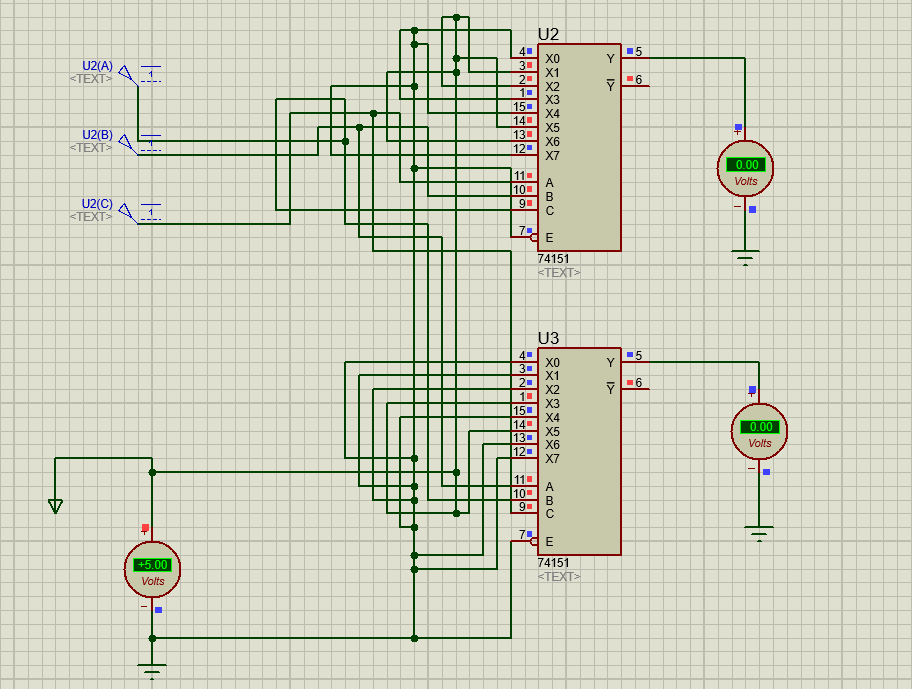 U2(A)
<TEXT>
1
U2(B)
<TEXT>
1
U2(C)
<TEXT>
1
U2
4 X0 Y 5
3 X1
2 X2 Y 6
1 X3
15 X4
14 X5
13 X6
12 X7
11 A
10 B
9 C
7 E
74151
<TEXT>
+
0.00
Volts
−
U3
4 X0 Y 5
3 X1
2 X2 Y 6
1 X3
15 X4
14 X5
13 X6
12 X7
11 A
10 B
9 C
7 E
74151
<TEXT>
+
0.00
Volts
−
+
+5.00
Volts
−